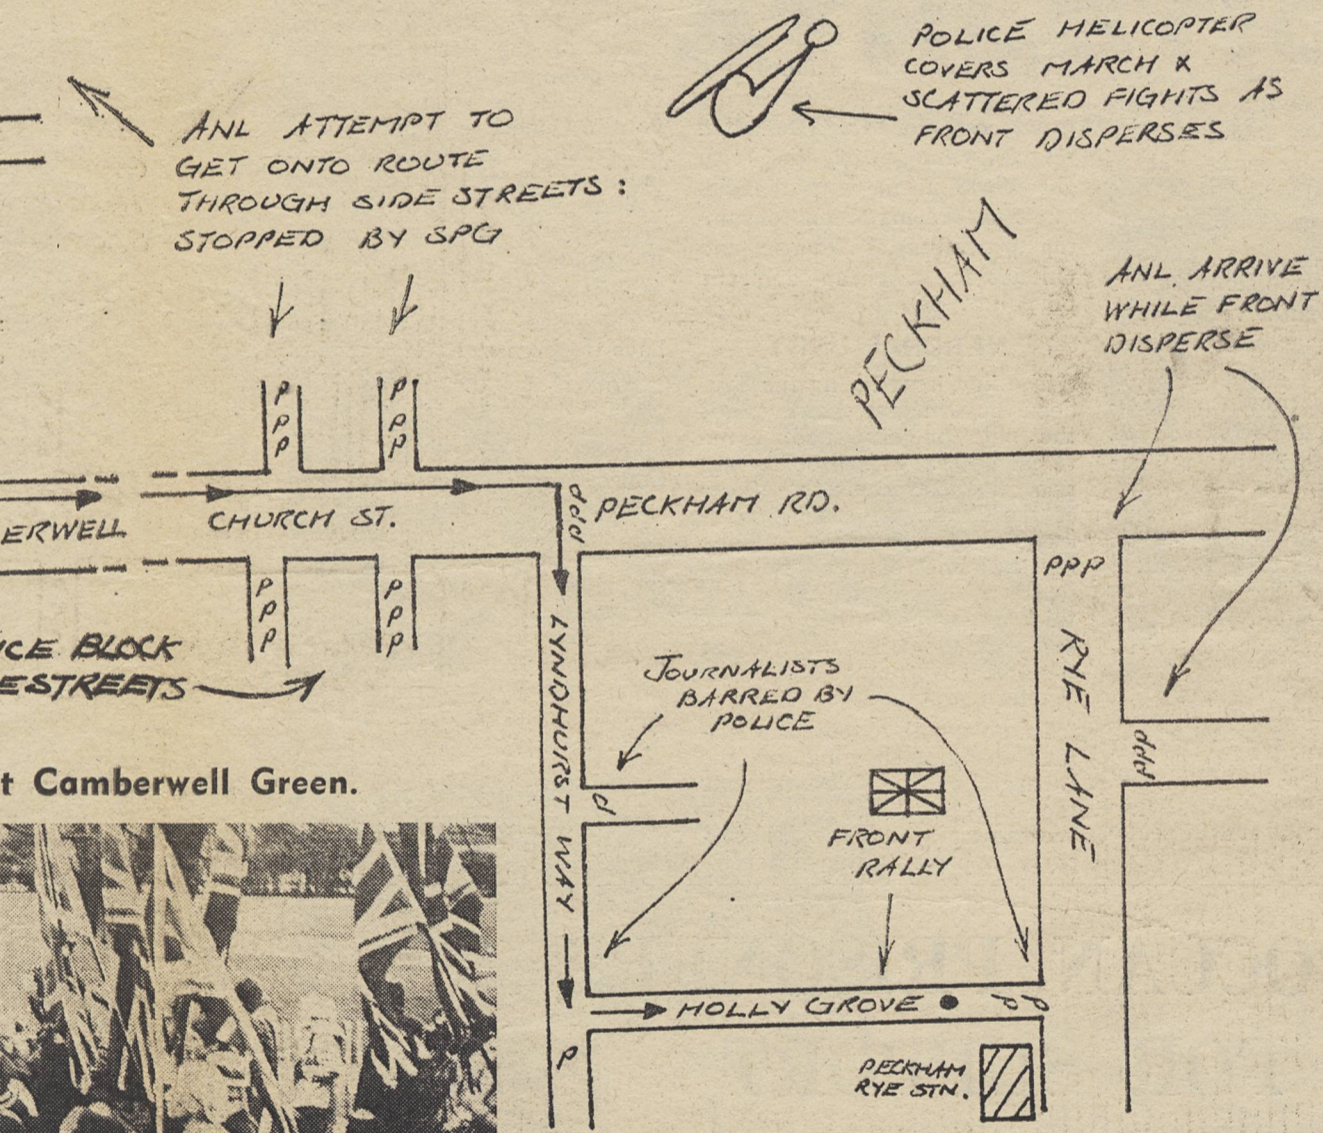 POLICE HELICOPTER
COVERS MARCH X
SCATTERED FIGHTS AS
FRONT DISPERSES
ANL ATTEMPT TO
GET ONTO ROUTE
THROUGH SIDE STREETS:
STOPPED BY SPG
PECKHAM
ANL ARRIVE
WHILE FRONT
DISPERSE
P P
P P
P P
ERWELL
CHURCH ST.
PPP
PECKHAM RD.
PPP
P P
P P
P P
ICE BLOCK
ESTREETS
LYNDHURST WAY
JOURNALISTS
BARRED BY
POLICE
RYE LANE
PPP
P
t Camberwell Green.
FRONT
RALLY
HOLLY GROVE
P P
P
PECKHAM
RYE STN.